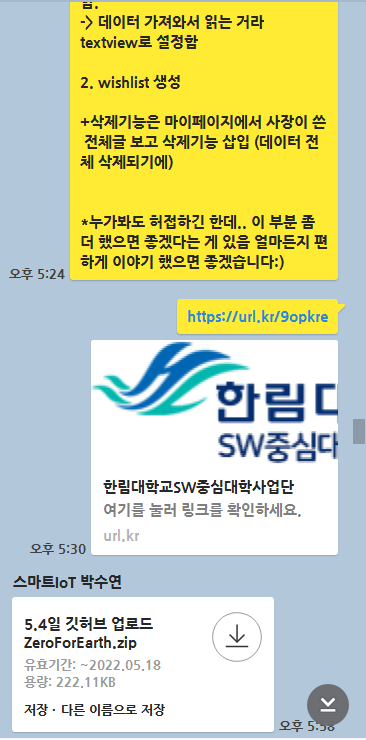 -> 데이터 가져와서 읽는 거라
textview로 설정함
2. wishlist 생성
+삭제기능은 마이페이지에서 사장이 쓴
전체글 보고 삭제기능 삽입 (데이터 전
체 삭제되기에)
*누가봐도 허접하긴 한데.. 이 부분 좀
더 했으면 좋겠다는 게 있음 얼마든지 편
하게 이야기 했으면 좋겠습니다:)
오후 5:24
https://url.kr/9opkre
한림대
SW중심대
한림대학교SW중심대학사업단
여기를 눌러 링크를 확인하세요.
url.kr
오후 5:30
스마트IoT 박수연
5.4일 깃허브 업로드
ZeroForEarth.zip
유효기간: ~2022.05.18
용량: 222.11KB
저장 · 다른 이름으로 저장
오후 5:38